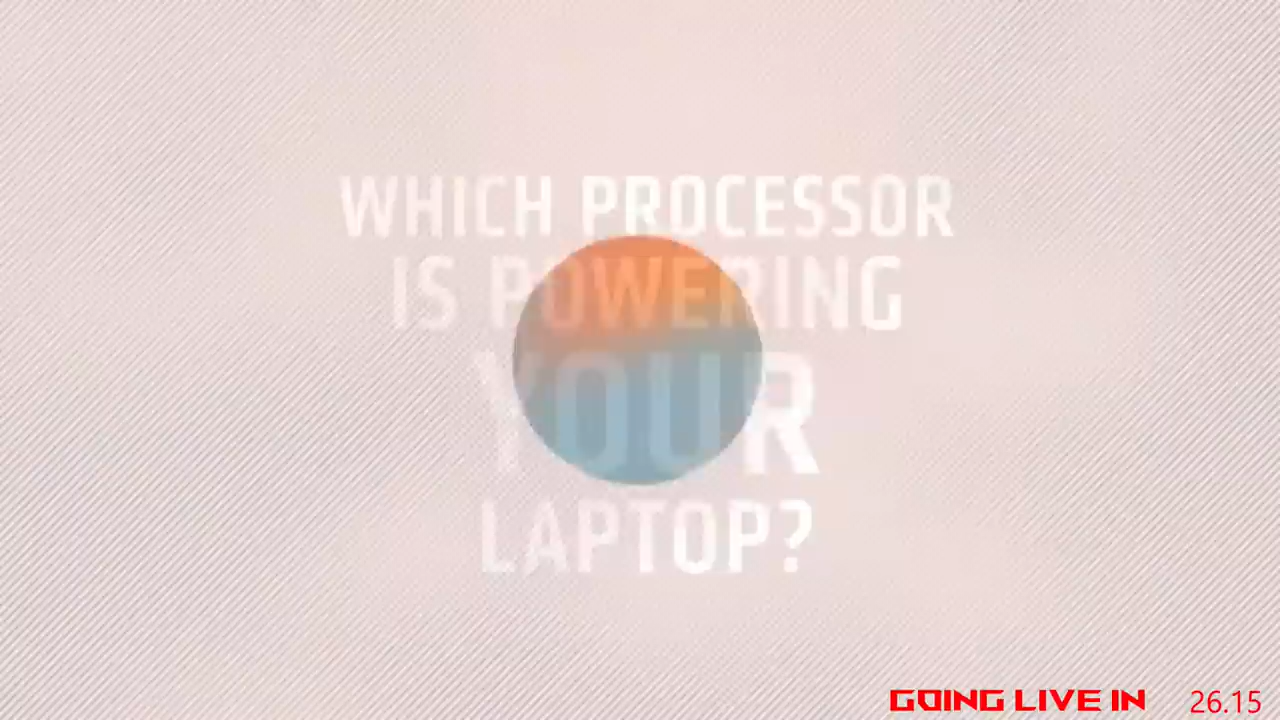 WHICH PROCESSOR
IS POWERING
YOUR
LAPTOP?
GOING LIVE IN 26.15